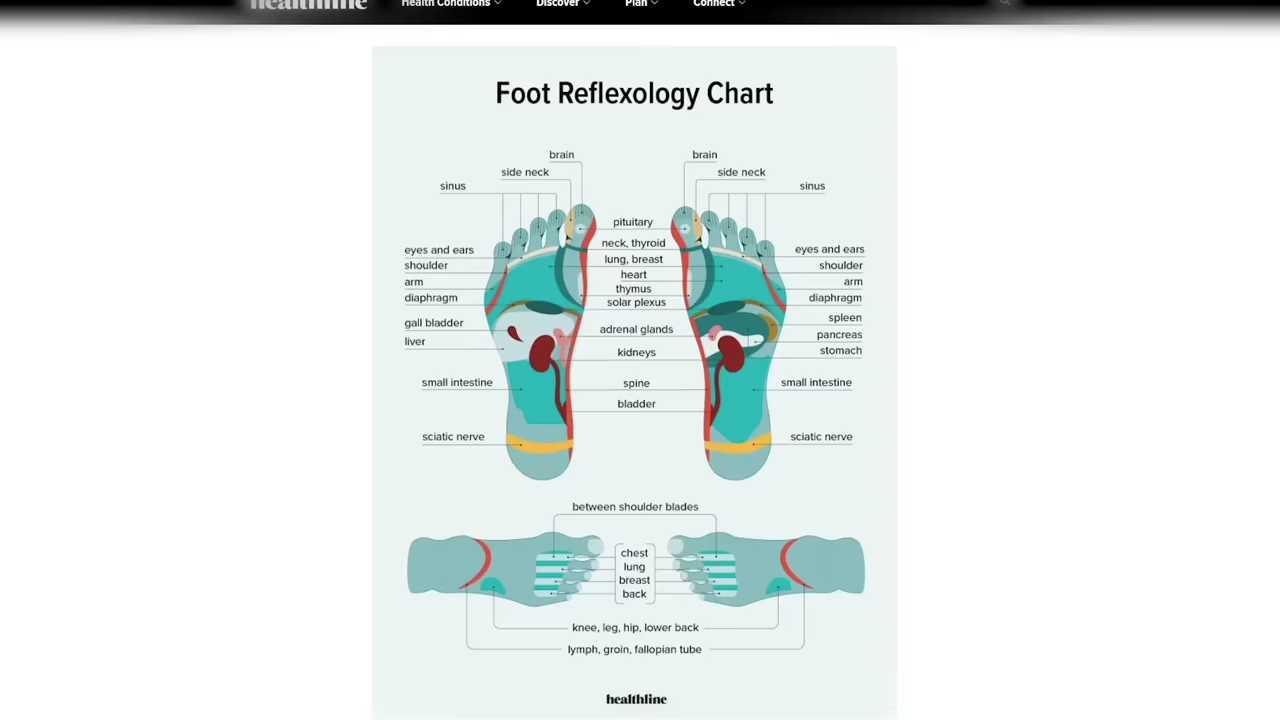 healthline Health Conditions Discover Plan Connect
Foot Reflexology Chart
brain brain
side neck side neck
sinus sinus
pituitary
neck, thyroid
eyes and ears lung, breast eyes and ears
shoulder heart shoulder
arm thymus arm
diaphragm solar plexus diaphragm
gall bladder adrenal glands spleen
liver pancreas
kidneys stomach
small intestine spine small intestine
bladder
sciatic nerve sciatic nerve
between shoulder blades
chest
lung
breast
back
knee, leg, hip, lower back
lymph, groin, fallopian tube
healthline